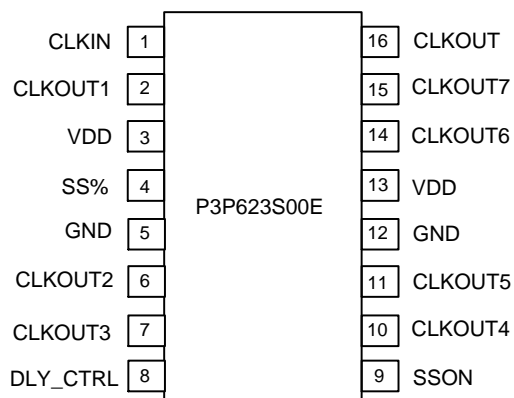 CLKIN 1 16 CLKOUT
CLKOUT1 2 15 CLKOUT7
VDD 3 14 CLKOUT6
SS% 4 13 VDD
P3P623S00E
GND 5 12 GND
CLKOUT2 6 11 CLKOUT5
CLKOUT3 7 10 CLKOUT4
DLY_CTRL 8 9 SSON